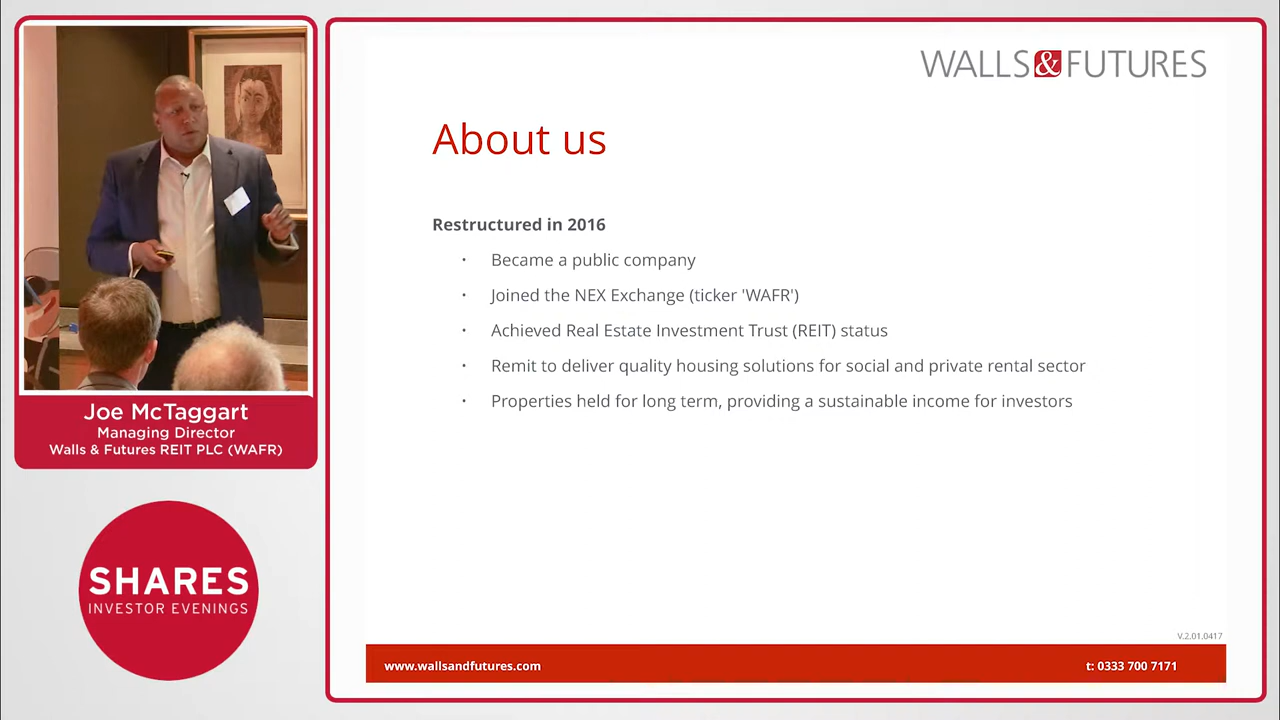 WALLS&FUTURES
About us
Restructured in 2016
• Became a public company
• Joined the NEX Exchange (ticker 'WAFR')
• Achieved Real Estate Investment Trust (REIT) status
• Remit to deliver quality housing solutions for social and private rental sector
• Properties held for long term, providing a sustainable income for investors
Joe McTaggart
Managing Director
Walls & Futures REIT PLC (WAFR)
SHARES
INVESTOR EVENINGS
V.2.01.0417
www.wallsandfutures.com
t: 0333 700 7171